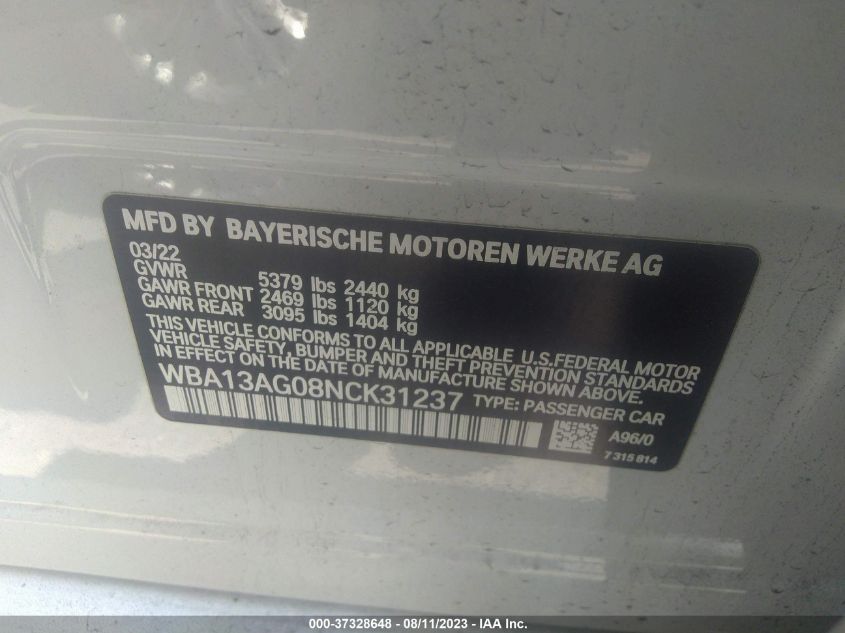 MFD BY BAYERISCHE MOTOREN WERKE AG
03/22
GVWR 5379 lbs 2440 kg
GAWR FRONT 2469 lbs 1120 kg
GAWR REAR 3095 lbs 1404 kg
THIS VEHICLE CONFORMS TO ALL APPLICABLE U.S.FEDERAL MOTOR
VEHICLE SAFETY, BUMPER AND THEFT PREVENTION STANDARDS
IN EFFECT ON THE DATE OF MANUFACTURE SHOWN ABOVE.
WBA13AG08NCK31237 TYPE: PASSENGER CAR
A96/0
7 315 814
000-37328648 - 08/11/2023 - IAA Inc.